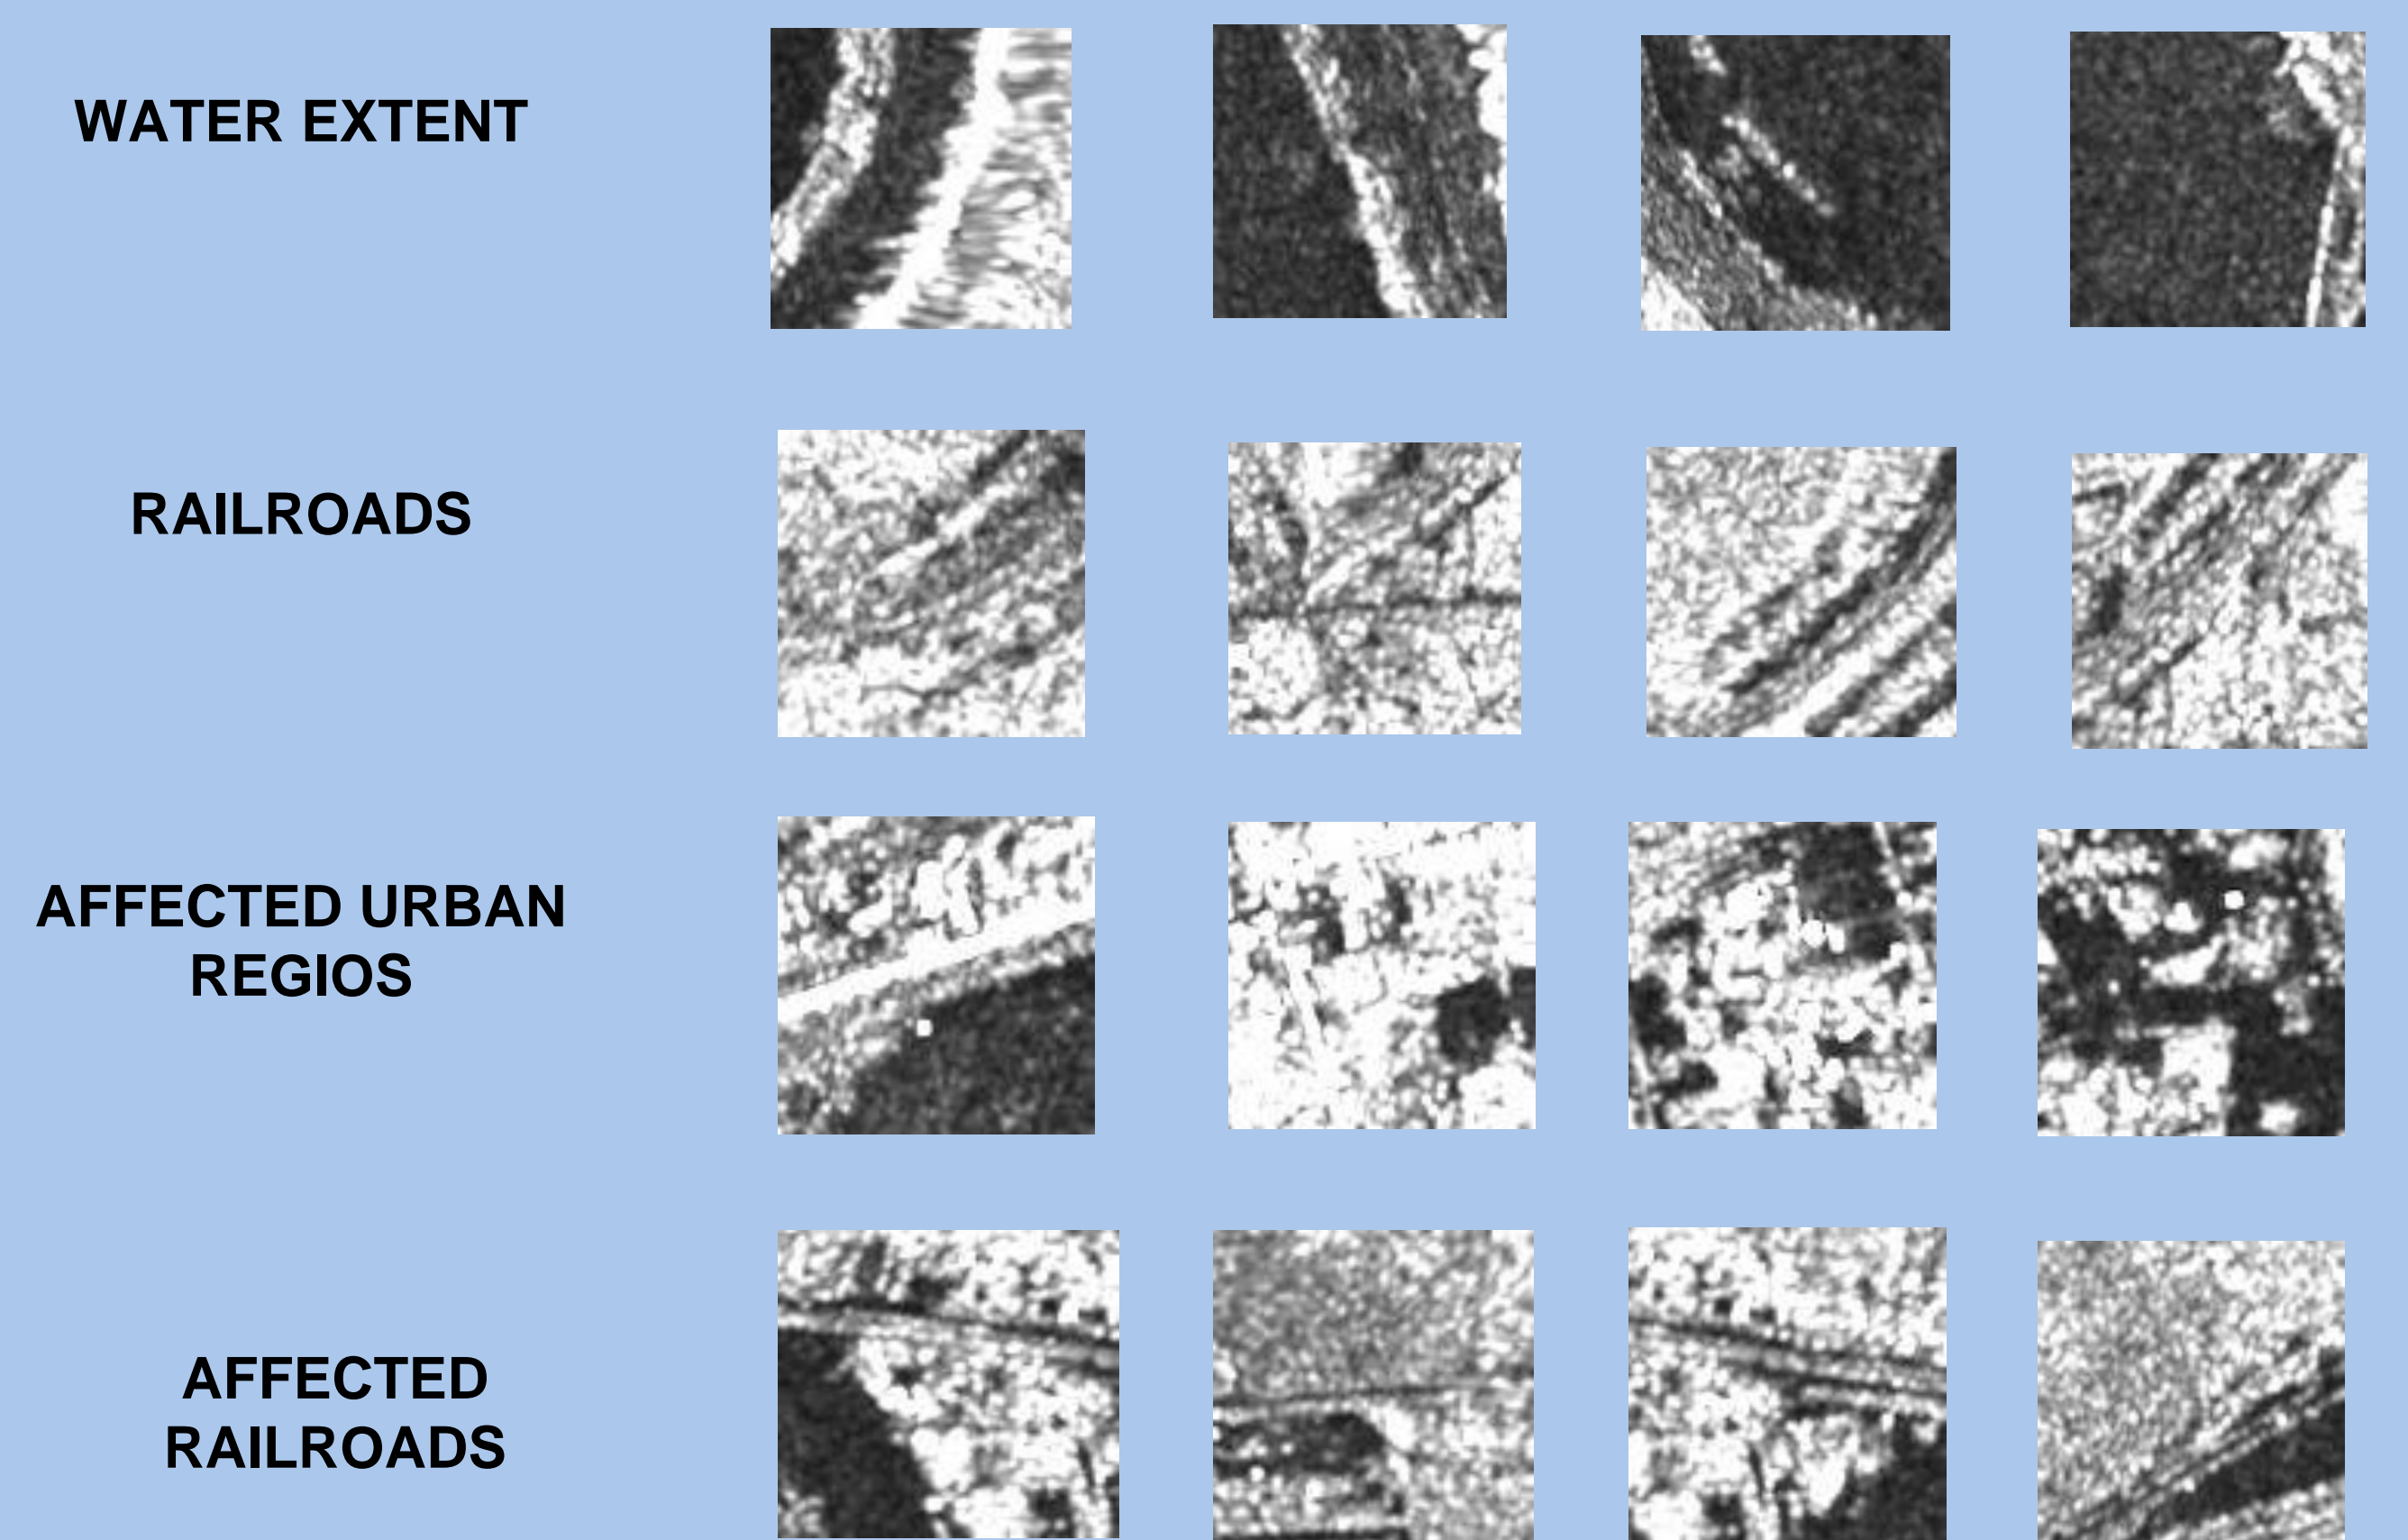 WATER EXTENT
RAILROADS
AFFECTED URBAN
REGIOS
AFFECTED
RAILROADS